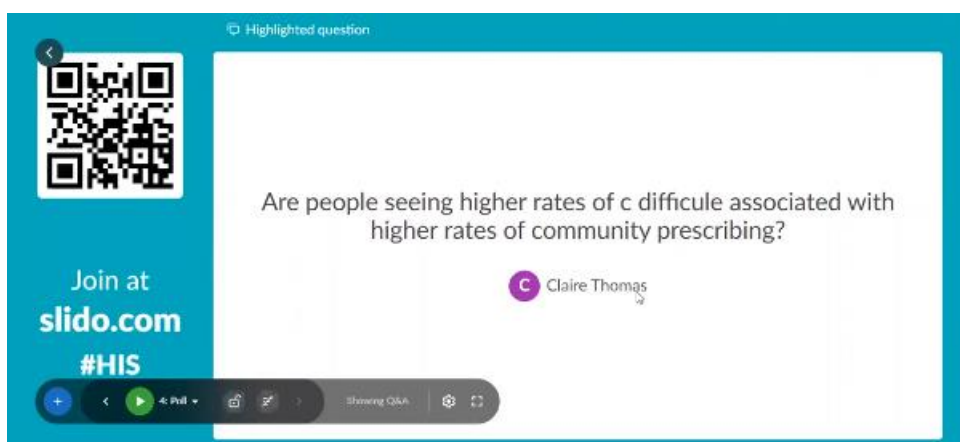 Highlighted question
Are people seeing higher rates of c difficule associated with
higher rates of community prescribing?
C Claire Thomas
Join at
slido.com
#HIS
4: Poll
Showing Q&A